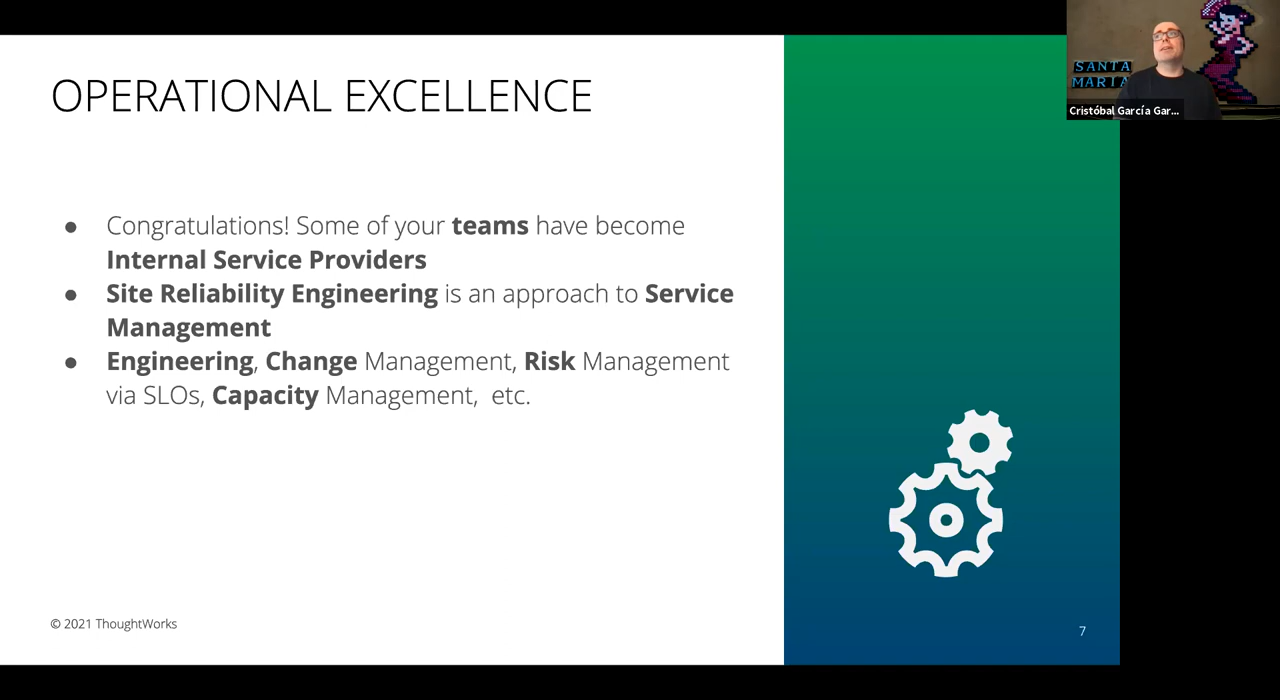 OPERATIONAL EXCELLENCE
● Congratulations! Some of your teams have become
Internal Service Providers
● Site Reliability Engineering is an approach to Service
Management
● Engineering, Change Management, Risk Management
via SLOs, Capacity Management,  etc.
© 2021 ThoughtWorks
7
SANTA
MARIA
Cristóbal García Gar...